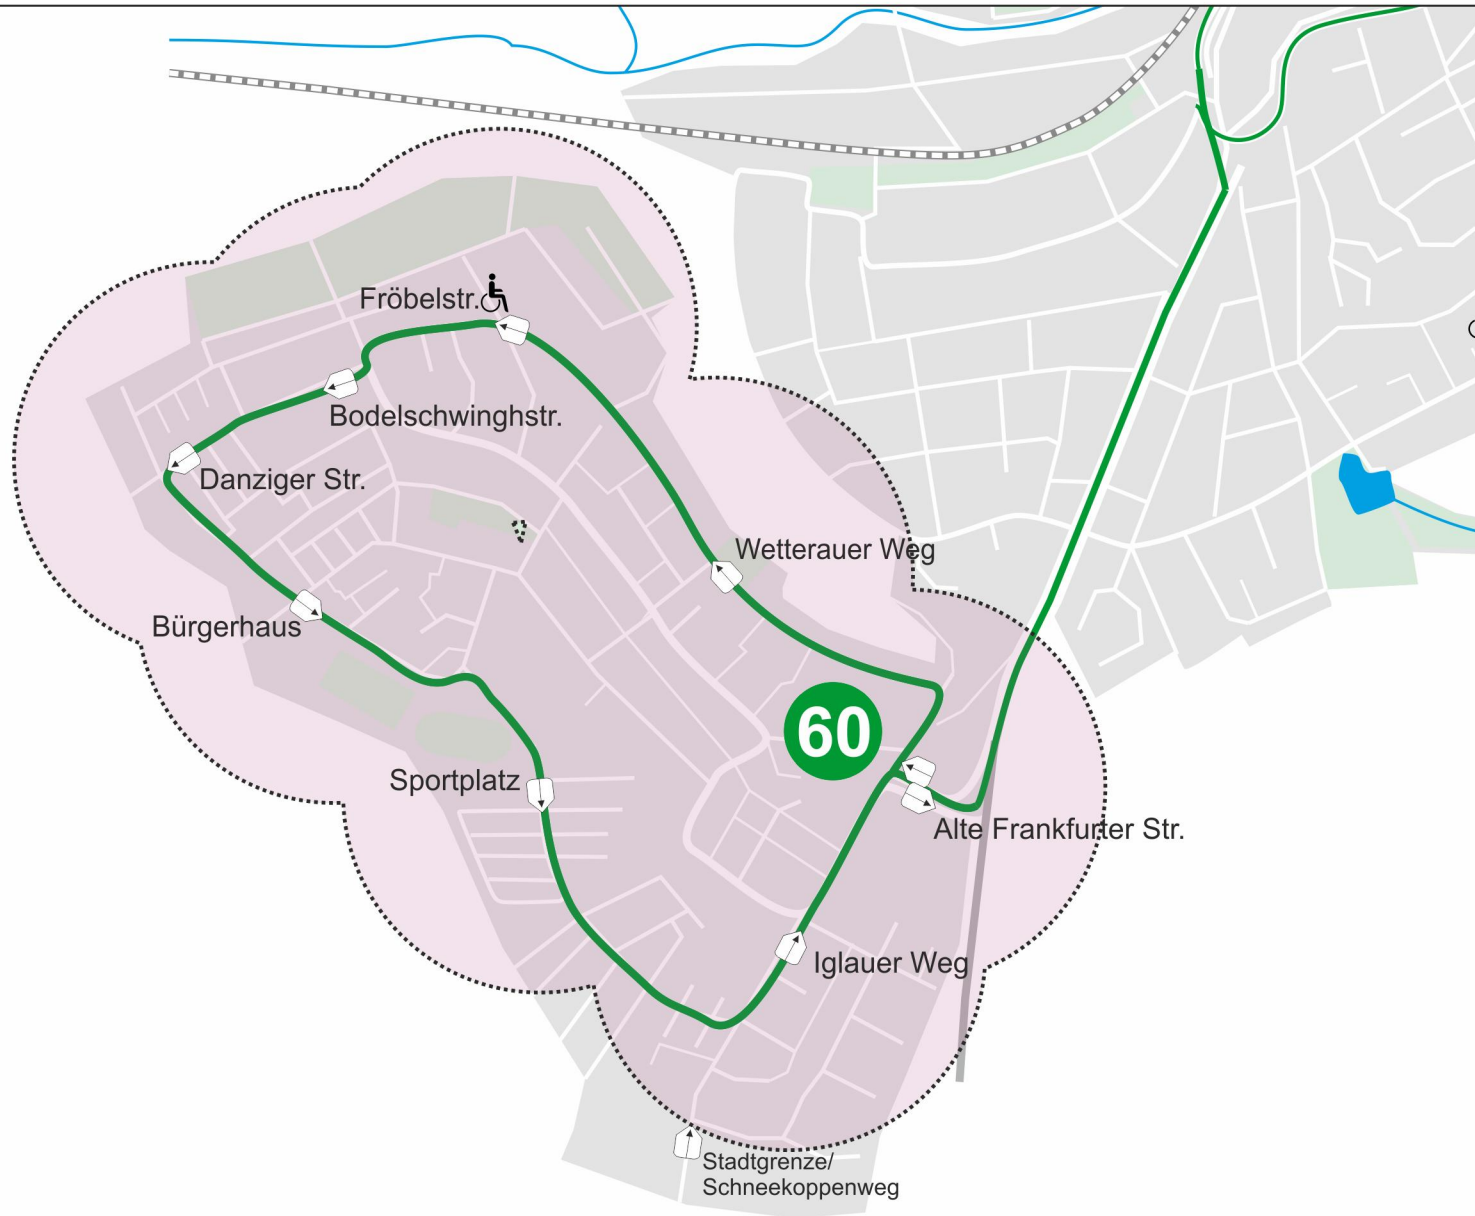 Fröbelstr.
Bodelschwinghstr.
Danziger Str.
Wetterauer Weg
Bürgerhaus
60
Sportplatz
Alte Frankfurter Str.
Iglauer Weg
Stadtgrenze/
Schneekoppenweg